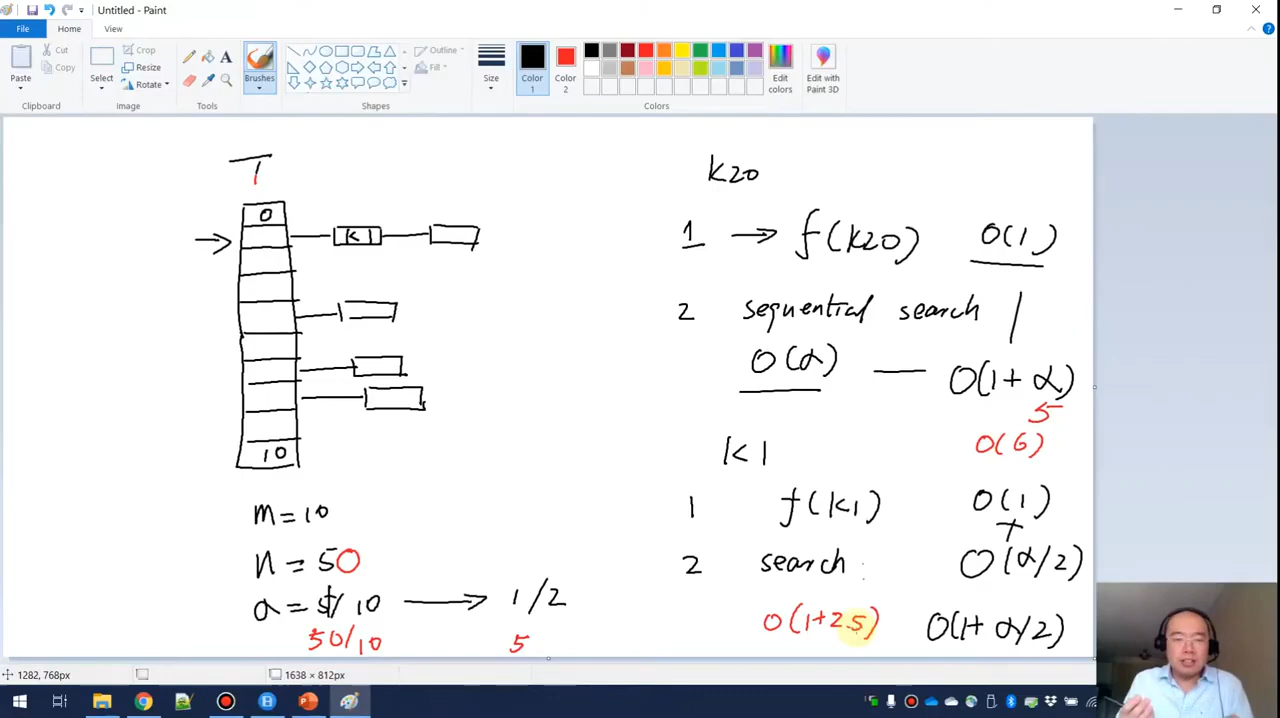 Untitled - Paint
File
Home
View
Paste
Cut
Copy
Select
Crop
Resize
Rotate
Brushes
Outline
Fill
Size
Color
1
Color
2
Edit
colors
Edit with
Paint 3D
Clipboard
Image
Tools
Shapes
Colors
T
0
K1
10
m = 10
n = 50
α = 5/10 → 1/2
50/10 5
K20
1 → f(K20) O(1)
2 sequential search
O(α) — O(1+α)
5
O(6)
K1
1 f(K1) O(1)
+
2 search: O(α/2)
O(1+2.5) O(1+α/2)
1282, 768px
1638 × 812px